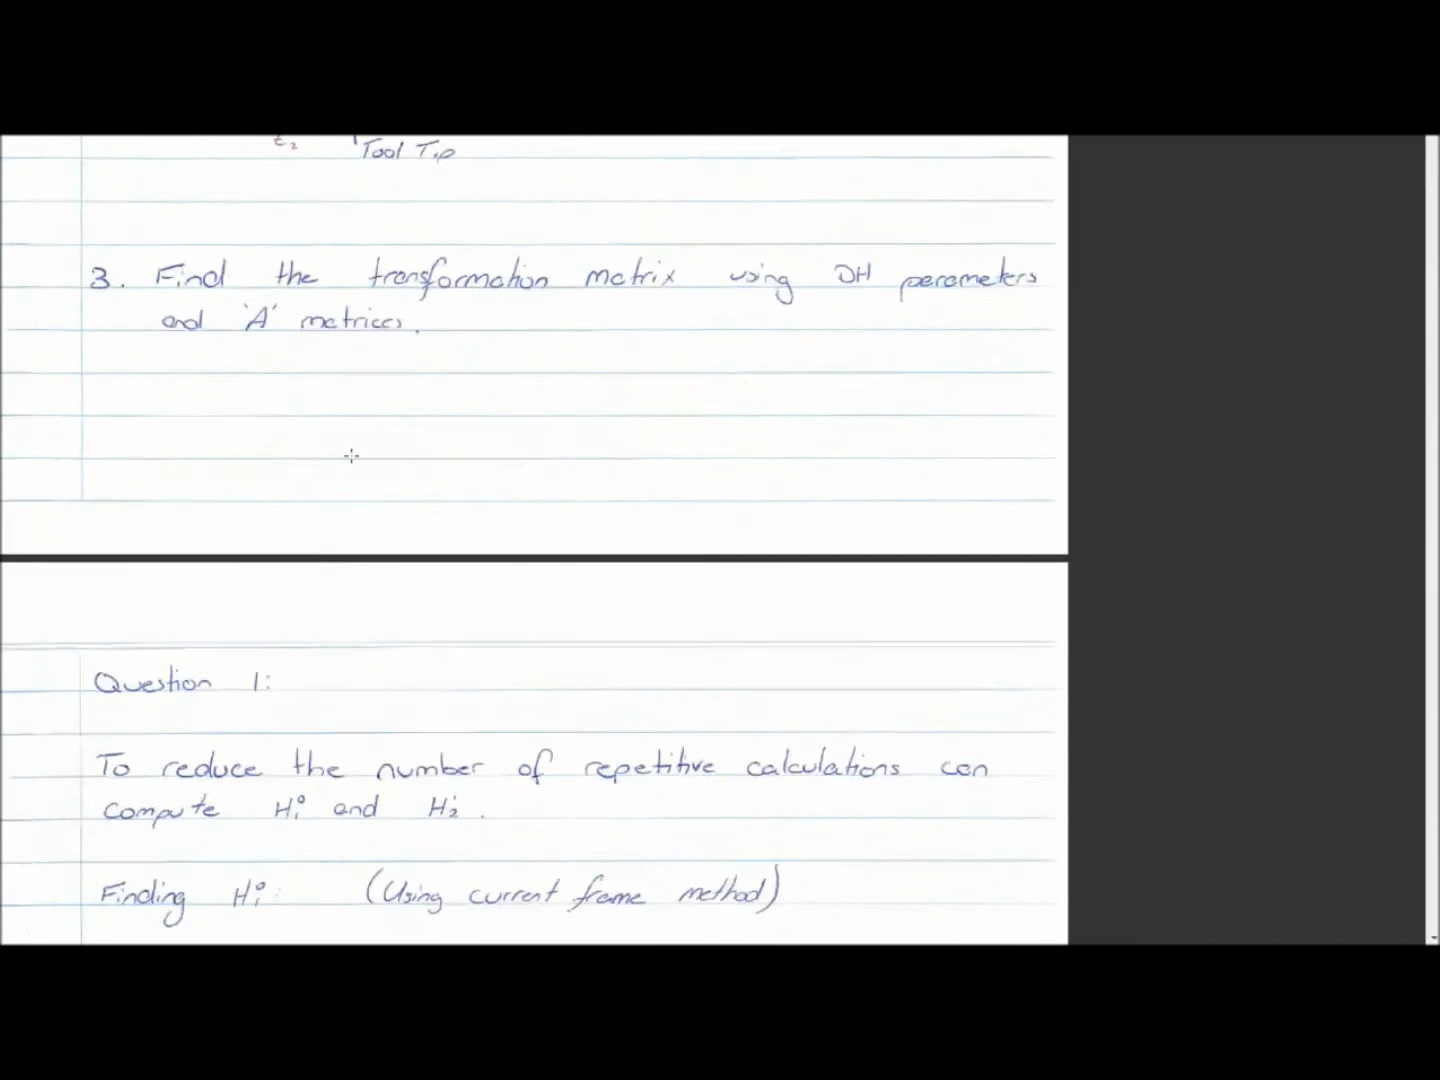 Tool Tip
3. Find the transformation matrix using DH parameters
and 'A' matrices.
Question 1:
To reduce the number of repetitive calculations can
compute H₁⁰ and H₂¹.
Finding H₁⁰: (Using current frame method)